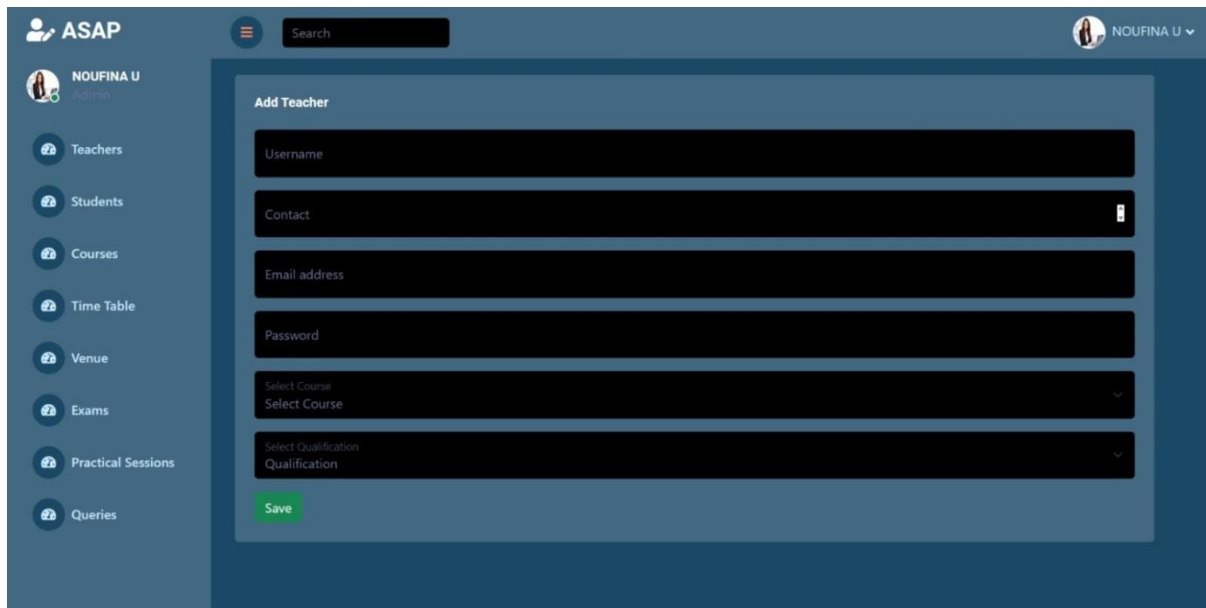 ASAP
Search
NOUFINA U
NOUFINA U
Admin
Teachers
Students
Courses
Time Table
Venue
Exams
Practical Sessions
Queries
Add Teacher
Username
Contact
Email address
Password
Select Course
Select Course
Select Qualification
Qualification
Save